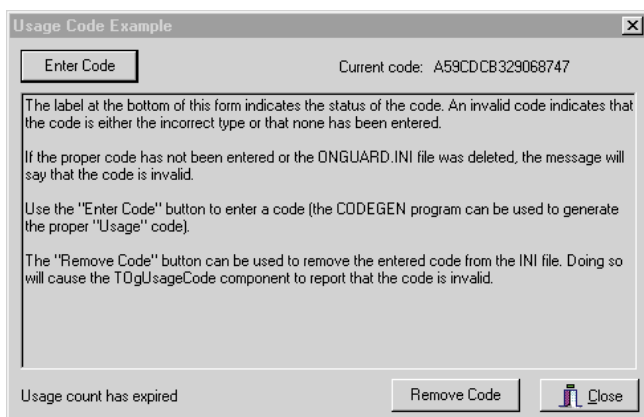 Usage Code Example
Enter Code
Current code: A59CDCB329068747
The label at the bottom of this form indicates the status of the code. An invalid code indicates that
the code is either the incorrect type or that none has been entered.
If the proper code has not been entered or the ONGUARD.INI file was deleted, the message will
say that the code is invalid.
Use the "Enter Code" button to enter a code (the CODEGEN program can be used to generate
the proper "Usage" code).
The "Remove Code" button can be used to remove the entered code from the INI file. Doing so
will cause the TOgUsageCode component to report that the code is invalid.
Usage count has expired
Remove Code
Close